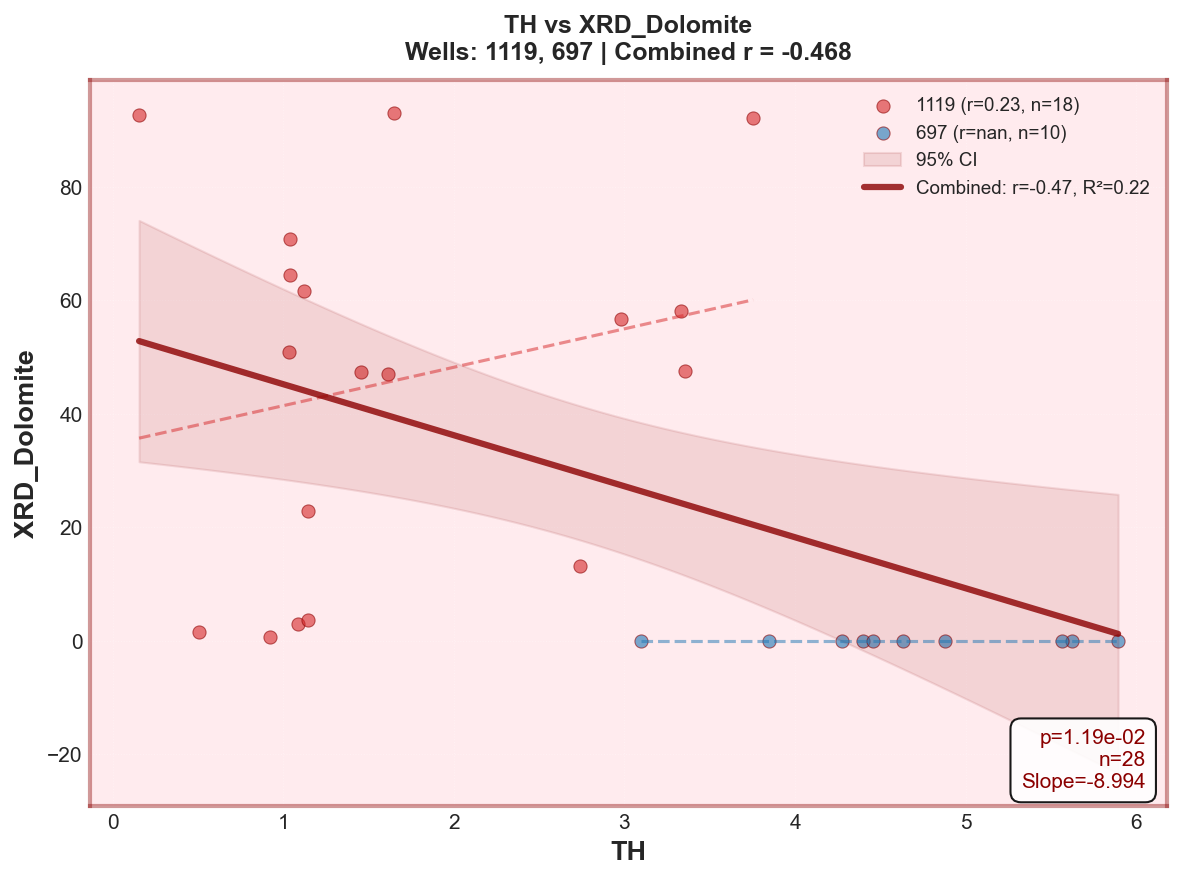 TH vs XRD_Dolomite
Wells: 1119, 697 | Combined r = -0.468
1119 (r=0.23, n=18)
697 (r=nan, n=10)
95% CI
Combined: r=-0.47, R²=0.22
XRD_Dolomite
80
60
40
20
0
−20
p=1.19e-02
n=28
Slope=-8.994
0 1 2 3 4 5 6
TH